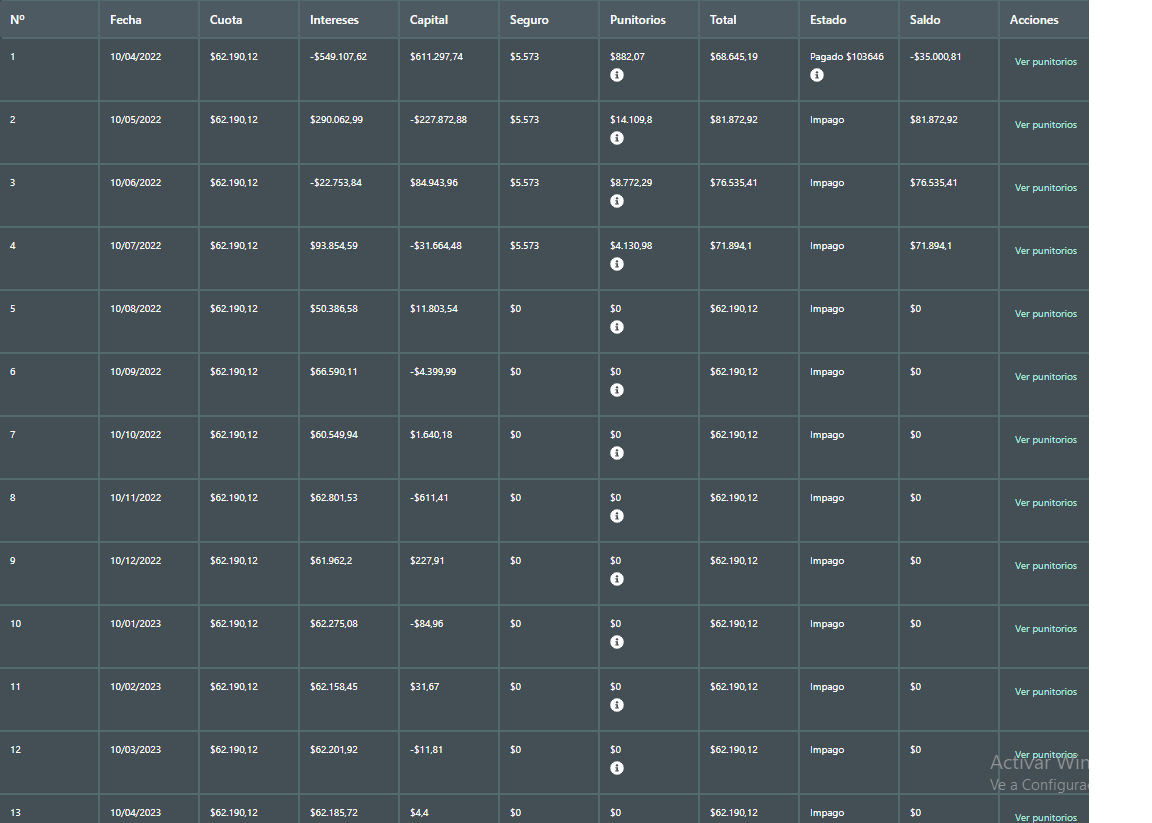 Nº Fecha Cuota Intereses Capital Seguro Punitorios Total Estado Saldo Acciones
1 10/04/2022 $62.190,12 -$549.107,62 $611.297,74 $5.573 $882,07 $68.645,19 Pagado $103646 -$35.000,81 Ver punitorios
2 10/05/2022 $62.190,12 $290.062,99 -$227.872,88 $5.573 $14.109,8 $81.872,92 Impago $81.872,92 Ver punitorios
3 10/06/2022 $62.190,12 -$22.753,84 $84.943,96 $5.573 $8.772,29 $76.535,41 Impago $76.535,41 Ver punitorios
4 10/07/2022 $62.190,12 $93.854,59 -$31.664,48 $5.573 $4.130,98 $71.894,1 Impago $71.894,1 Ver punitorios
5 10/08/2022 $62.190,12 $50.386,58 $11.803,54 $0 $0 $62.190,12 Impago $0 Ver punitorios
6 10/09/2022 $62.190,12 $66.590,11 -$4.399,99 $0 $0 $62.190,12 Impago $0 Ver punitorios
7 10/10/2022 $62.190,12 $60.549,94 $1.640,18 $0 $0 $62.190,12 Impago $0 Ver punitorios
8 10/11/2022 $62.190,12 $62.801,53 -$611,41 $0 $0 $62.190,12 Impago $0 Ver punitorios
9 10/12/2022 $62.190,12 $61.962,2 $227,91 $0 $0 $62.190,12 Impago $0 Ver punitorios
10 10/01/2023 $62.190,12 $62.275,08 -$84,96 $0 $0 $62.190,12 Impago $0 Ver punitorios
11 10/02/2023 $62.190,12 $62.158,45 $31,67 $0 $0 $62.190,12 Impago $0 Ver punitorios
12 10/03/2023 $62.190,12 $62.201,92 -$11,81 $0 $0 $62.190,12 Impago $0 Ver punitorios
Activar Win
Ve a Configura
13 10/04/2023 $62.190,12 $62.185,72 $4,4 $0 $0 $62.190,12 Impago $0 Ver punitorios